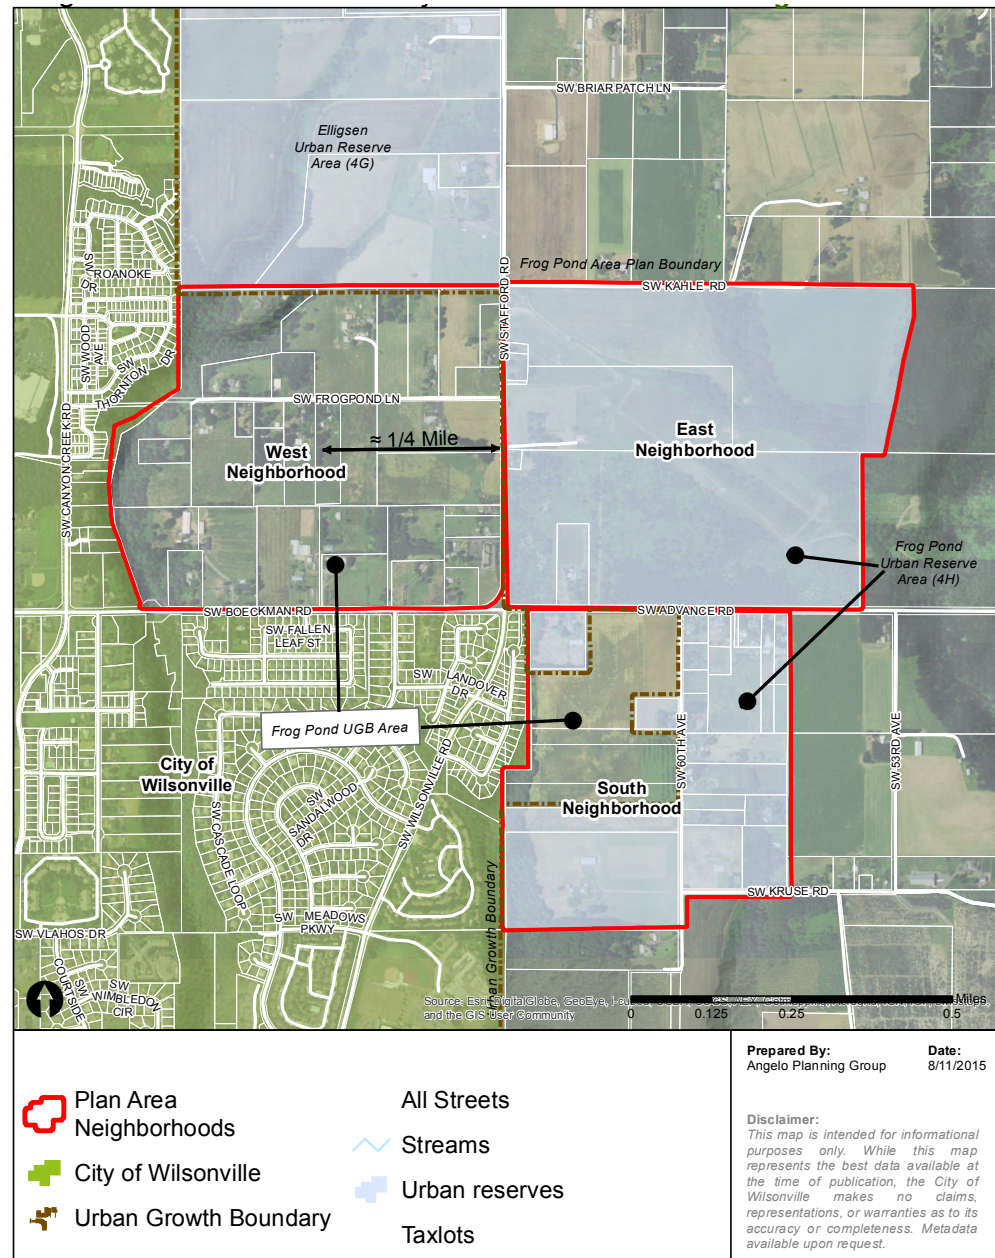 SW BRIAR PATCH LN
Elligsen
Urban Reserve
Area (4G)
SW ROANOKE
DR
Frog Pond Area Plan Boundary
SW KAHLE RD
SW STAFFORD RD
SW WOOD
AVE
SW
THORNTON DR
SW FROGPOND LN
SW CANYON CREEK RD
≈ 1/4 Mile
West
Neighborhood
East
Neighborhood
Frog Pond
Urban Reserve
Area (4H)
SW BOECKMAN RD
SW ADVANCE RD
SW FALLEN
LEAF ST
SW LANDOVER
DR
Frog Pond UGB Area
City of
Wilsonville
SW WILSONVILLE RD
SW 60TH AVE
SW 53RD AVE
SW
SANDALWOOD
DR
South
Neighborhood
SW CASCADE LOOP
SW KRUSE RD
SW MEADOWS
PKWY
SW VLAHOS DR
Urban Growth Boundary
COURTSIDE
SW
SW
WIMBLEDON
CIR
Source: Esri, DigitalGlobe, GeoEye,
and the GIS User Community
Miles
0 0.125 0.25 0.5
Plan Area
Neighborhoods
City of Wilsonville
Urban Growth Boundary
All Streets
Streams
Urban reserves
Taxlots
Prepared By:
Angelo Planning Group
Date:
8/11/2015
Disclaimer:
This map is intended for informational
purposes only. While this map
represents the best data available at
the time of publication, the City of
Wilsonville makes no claims,
representations, or warranties as to its
accuracy or completeness. Metadata
available upon request.